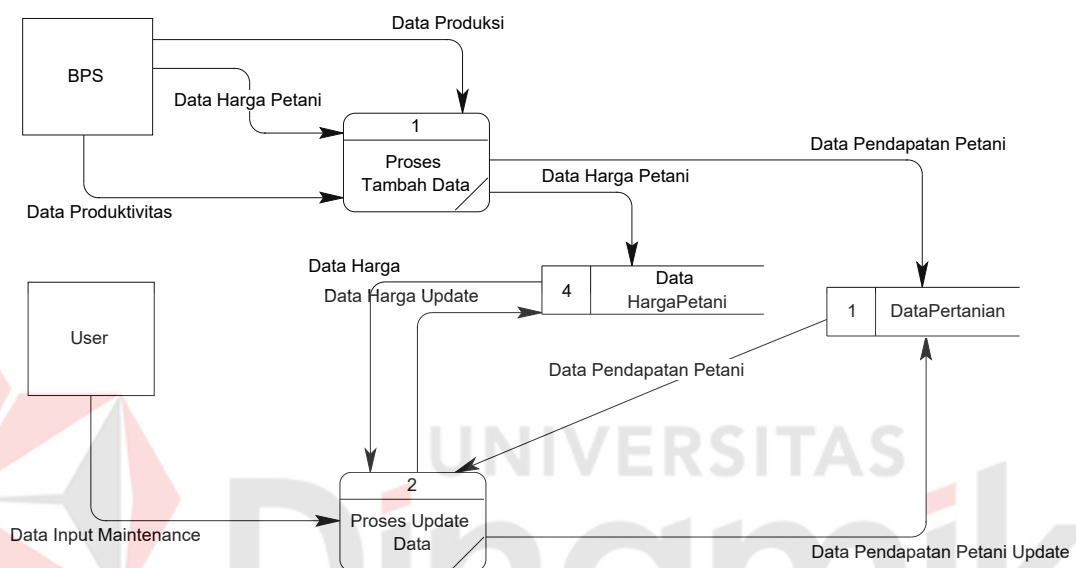 Data Produksi
BPS
Data Harga Petani
1
Proses
Tambah Data
Data Pendapatan Petani
Data Harga Petani
Data Produktivitas
Data Harga
Data Harga Update
4
Data
HargaPetani
1
DataPertanian
User
Data Pendapatan Petani
UNIVERSITAS
Dinamik
2
Proses Update
Data
Data Input Maintenance
Data Pendapatan Petani Update